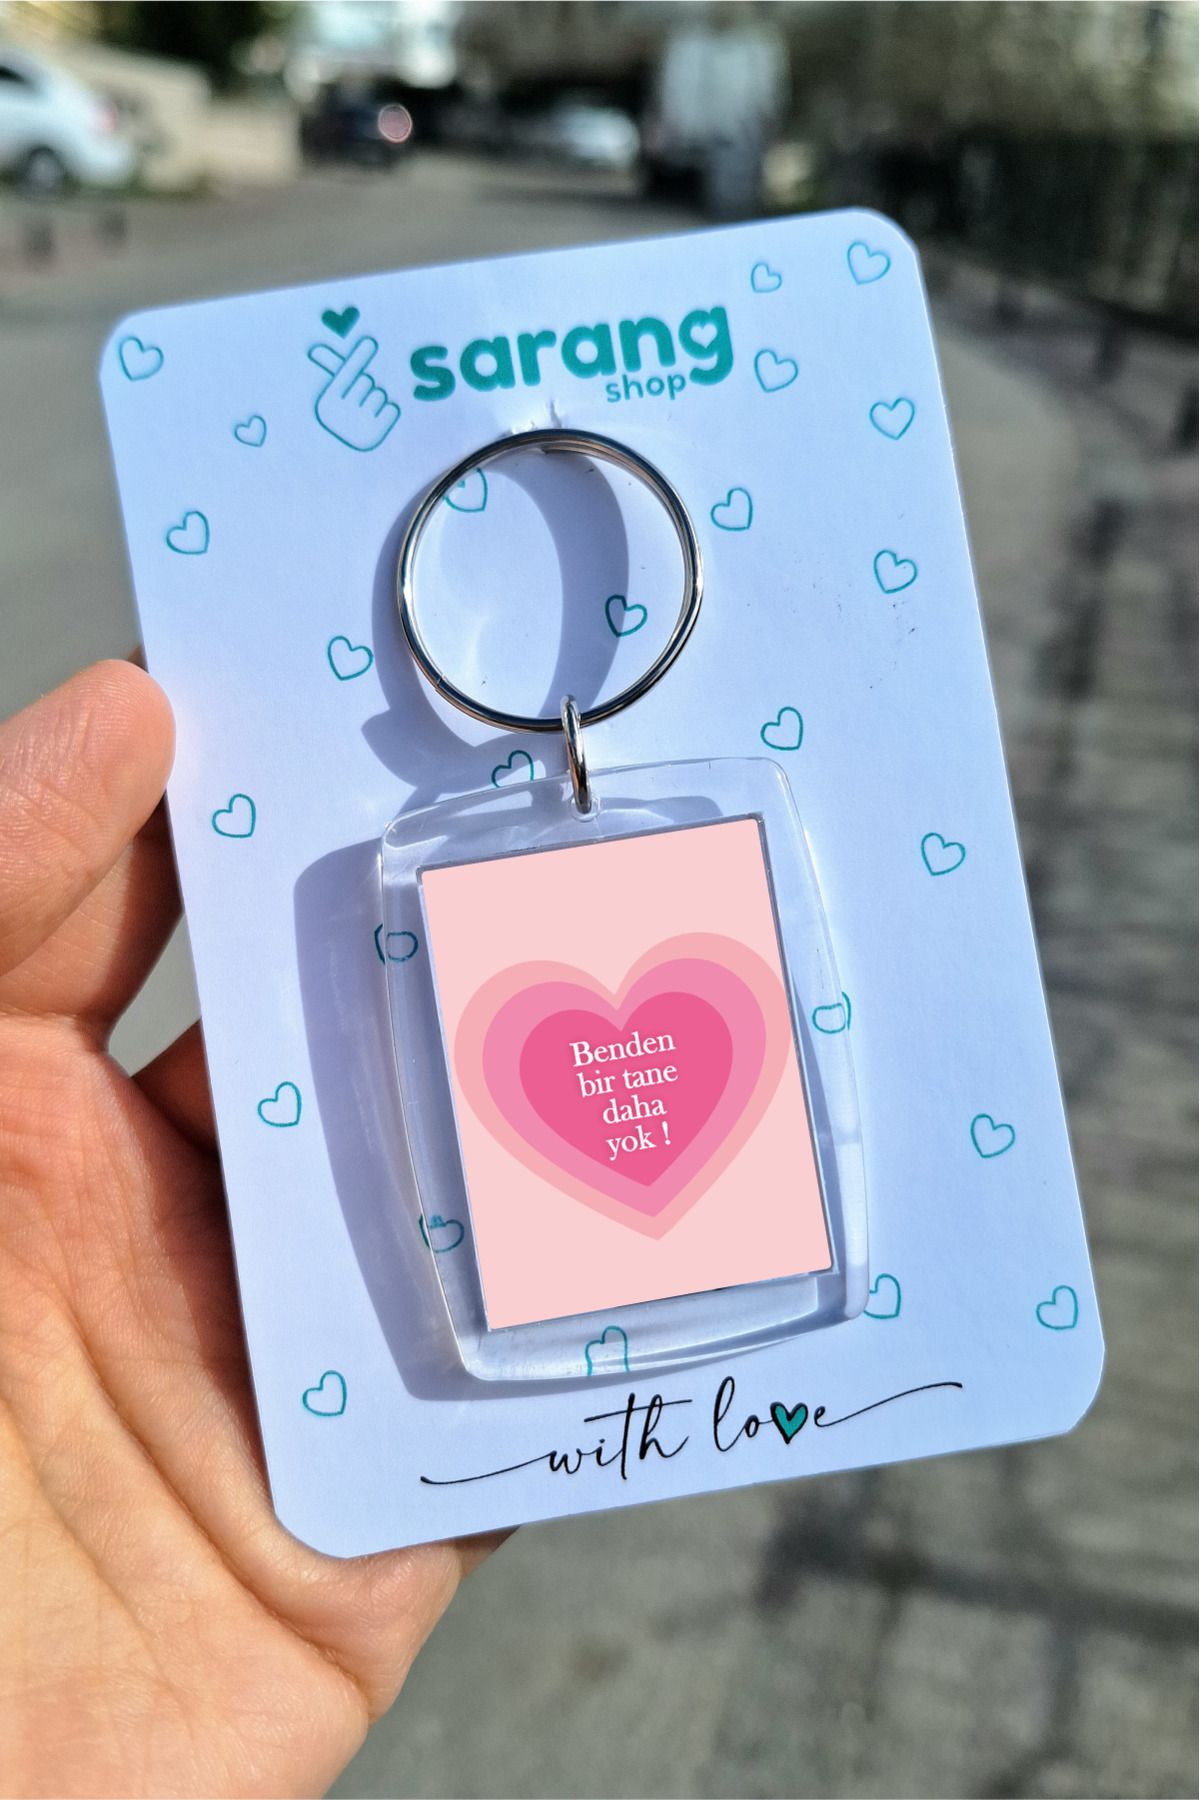 sarang
shop
Benden
bir tane
daha
yok !
with love